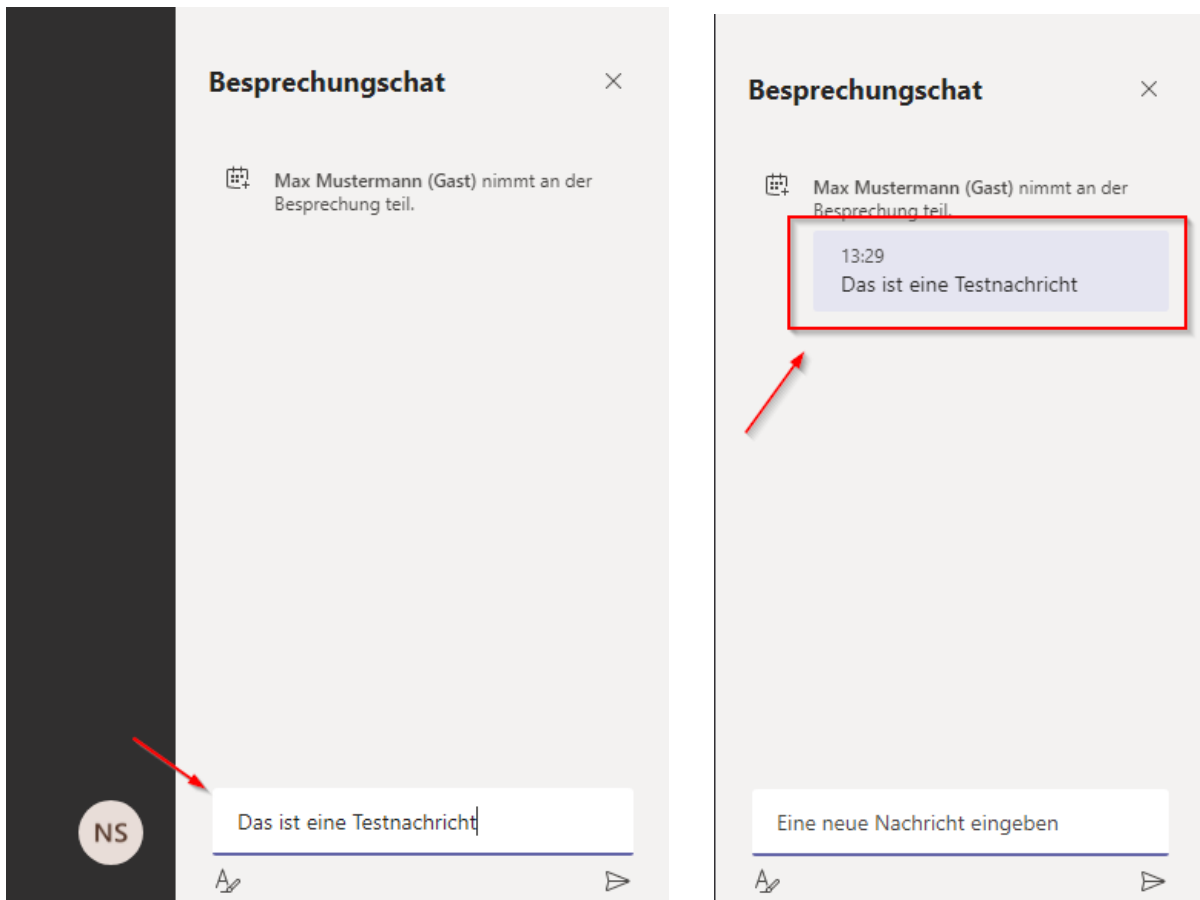 Besprechungschat
Max Mustermann (Gast) nimmt an der
Besprechung teil.
NS
Das ist eine Testnachricht
Besprechungschat
Max Mustermann (Gast) nimmt an der
Besprechung teil.
13:29
Das ist eine Testnachricht
Eine neue Nachricht eingeben